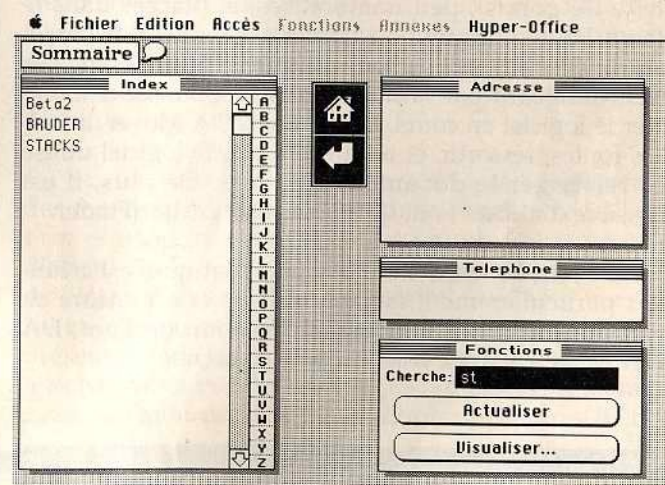 Fichier Edition Accès Fonctions Annexes Hyper-Office
Sommaire
Index
Beta2
BRUDER
STACKS
A
B
C
D
E
F
G
H
I
J
K
L
M
N
O
P
Q
R
S
T
U
V
W
X
Y
Z
Adresse
Telephone
Fonctions
Cherche: st
Actualiser
Visualiser...